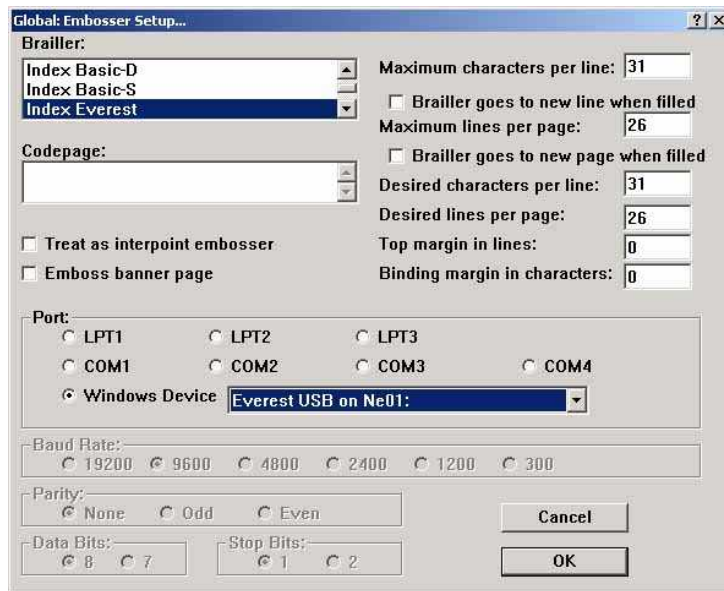 Global: Embosser Setup...
Brailler:
Index Basic-D
Index Basic-S
Index Everest
Codepage:
Treat as interpoint embosser
Emboss banner page
Maximum characters per line: 31
Brailler goes to new line when filled
Maximum lines per page: 26
Brailler goes to new page when filled
Desired characters per line: 31
Desired lines per page: 26
Top margin in lines: 0
Binding margin in characters: 0
Port:
LPT1 LPT2 LPT3
COM1 COM2 COM3 COM4
Windows Device Everest USB on Ne01:
Baud Rate:
19200 9600 4800 2400 1200 300
Parity:
None Odd Even
Data Bits:
8 7
Stop Bits:
1 2
Cancel
OK